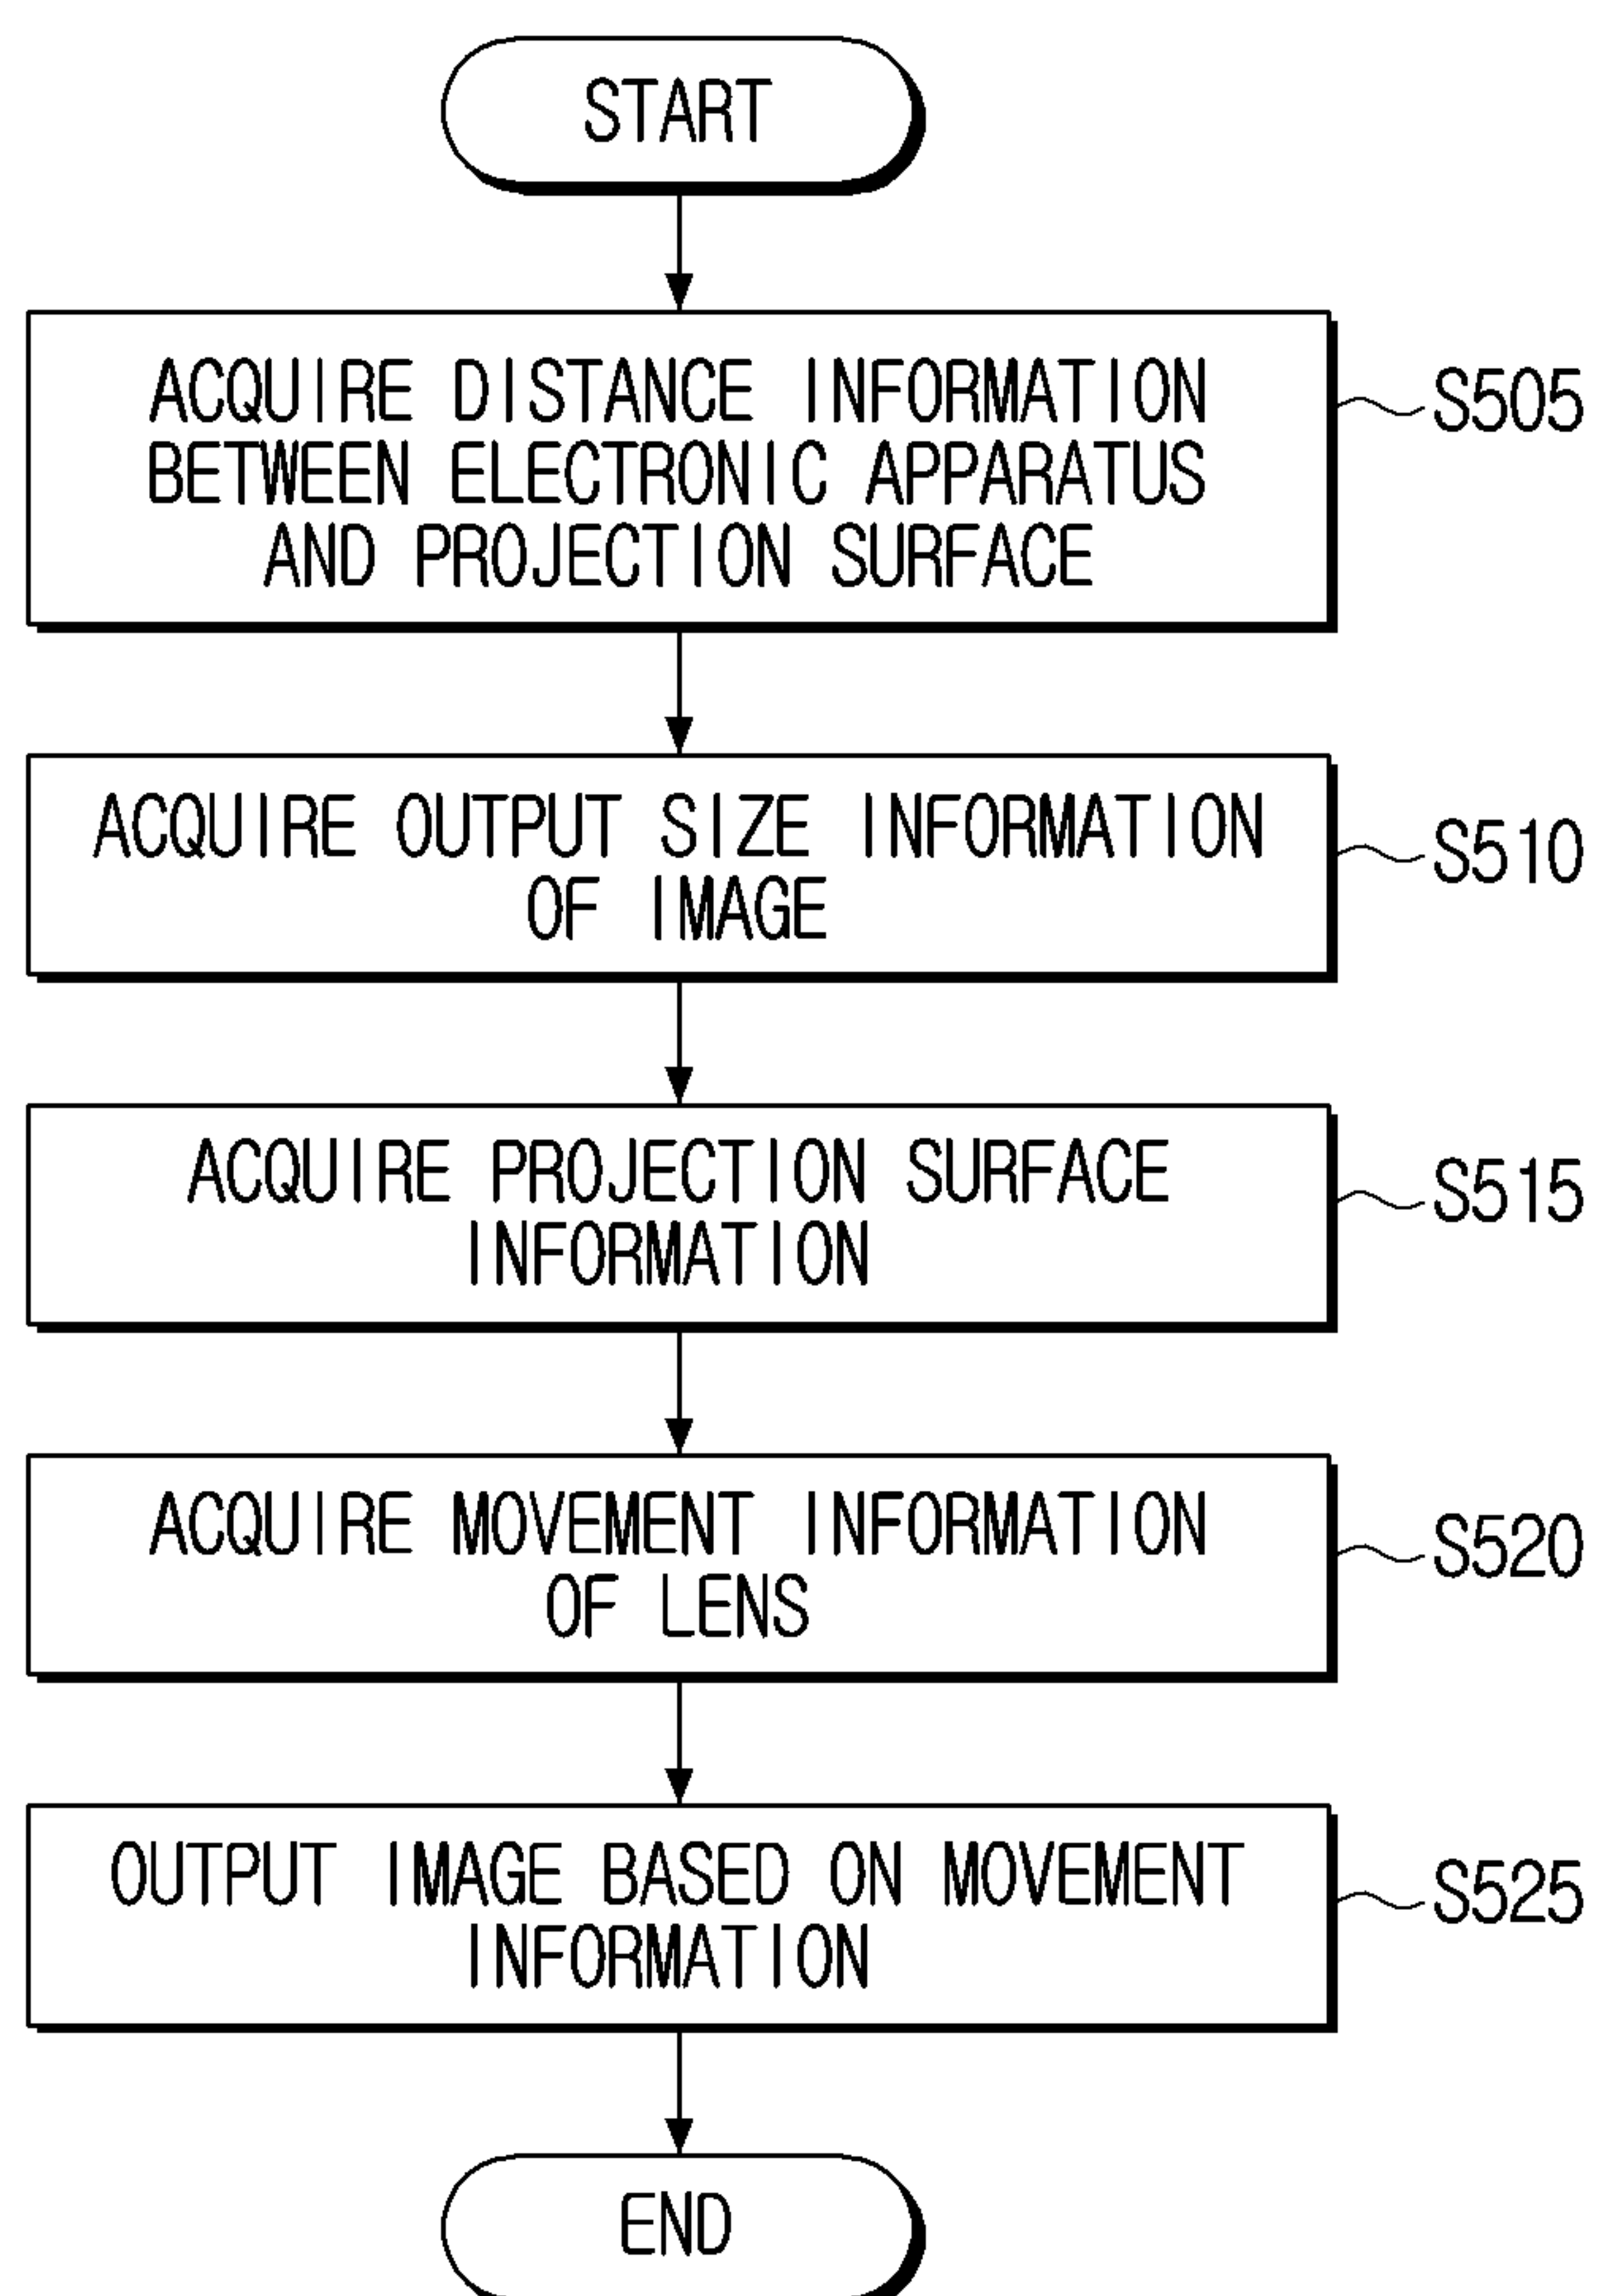 START
ACQUIRE DISTANCE INFORMATION
BETWEEN ELECTRONIC APPARATUS
AND PROJECTION SURFACE
S505
ACQUIRE OUTPUT SIZE INFORMATION
OF IMAGE
S510
ACQUIRE PROJECTION SURFACE
INFORMATION
S515
ACQUIRE MOVEMENT INFORMATION
OF LENS
S520
OUTPUT IMAGE BASED ON MOVEMENT
INFORMATION
S525
END